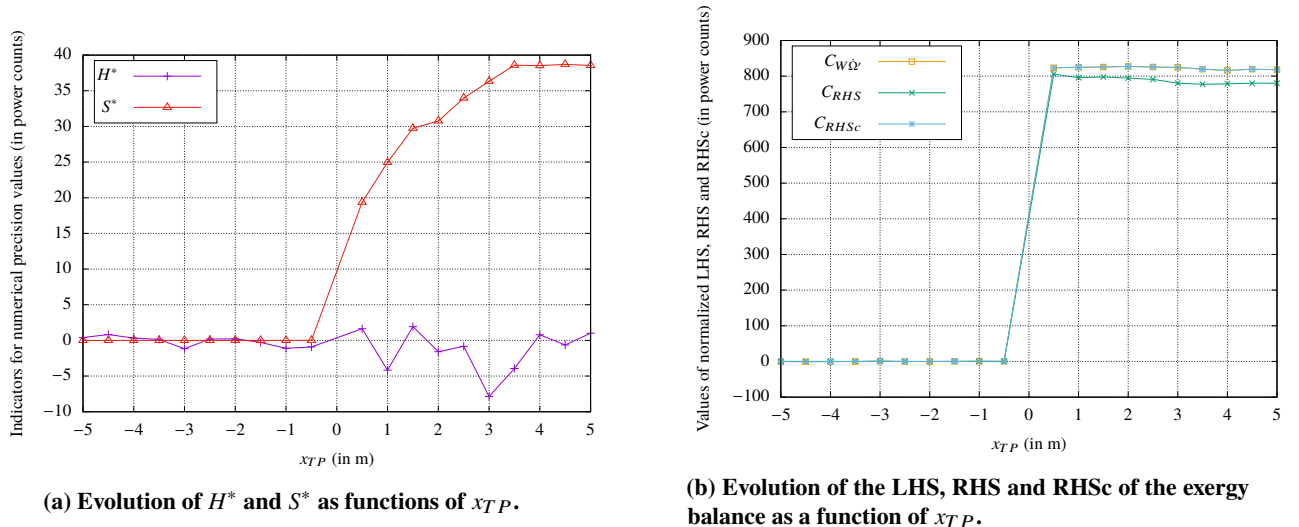 Indicators for numerical precision values (in power counts)
40
35
30
25
20
15
10
5
0
−5
−10
H*
S*
−5 −4 −3 −2 −1 0 1 2 3 4 5
x_{TP} (in m)
(a) Evolution of H* and S* as functions of x_{TP}.
Values of normalized LHS, RHS and RHSc (in power counts)
900
800
700
600
500
400
300
200
100
0
−100
C_{WΩ̇'}
C_{RHS}
C_{RHSc}
−5 −4 −3 −2 −1 0 1 2 3 4 5
x_{TP} (in m)
(b) Evolution of the LHS, RHS and RHSc of the exergy
balance as a function of x_{TP}.